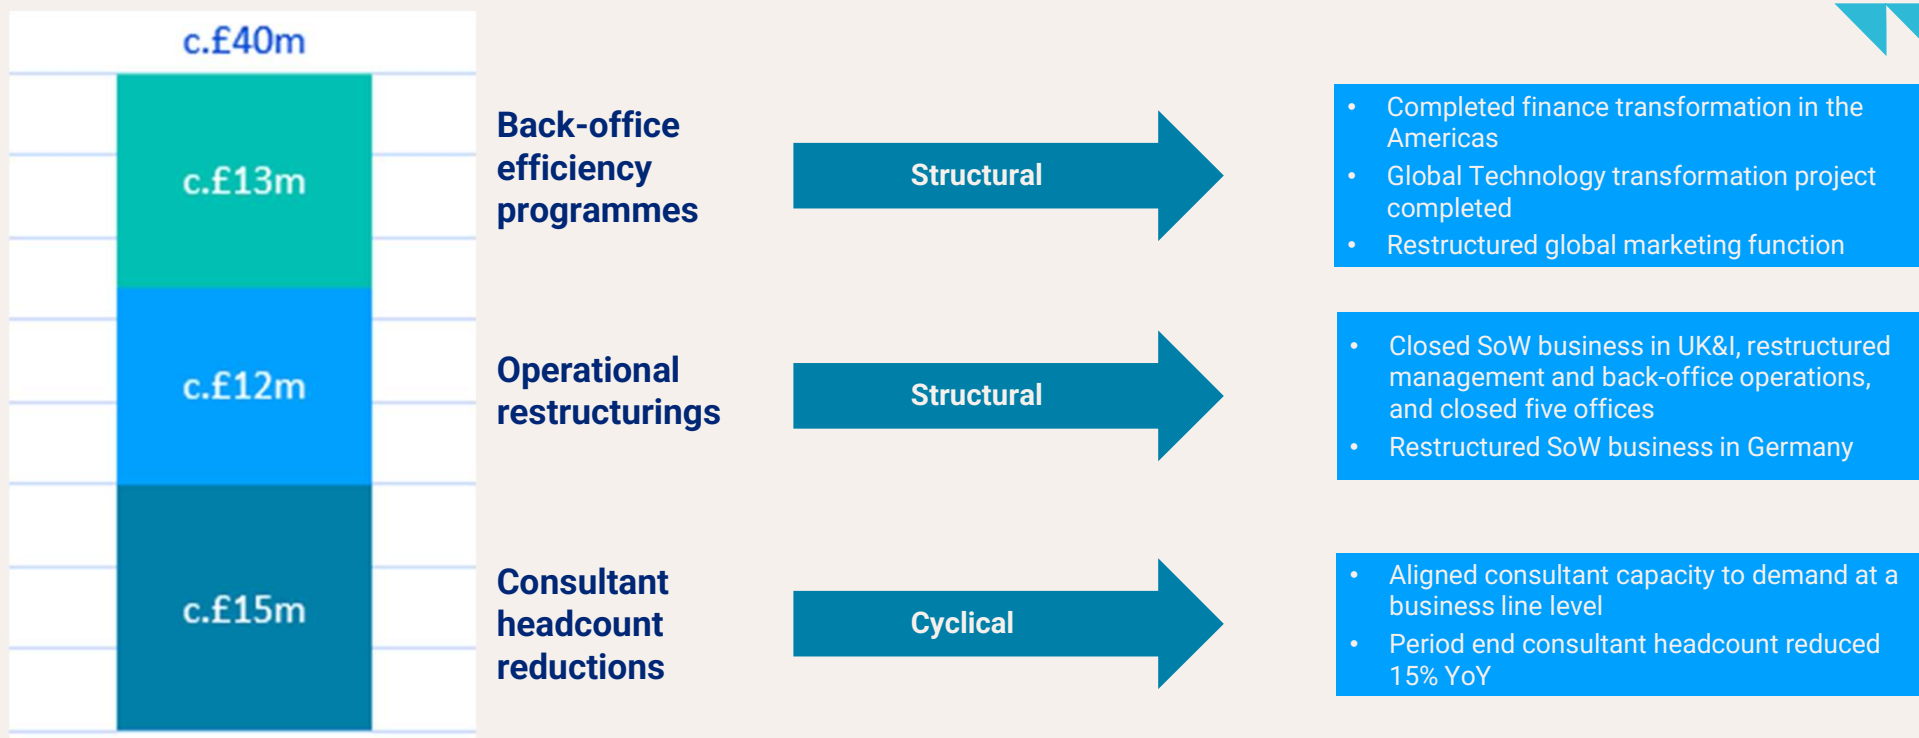 c.£40m
c.£13m
Back-office
efficiency
programmes
Structural
• Completed finance transformation in the
Americas
• Global Technology transformation project
completed
• Restructured global marketing function
c.£12m
Operational
restructurings
Structural
• Closed SoW business in UK&I, restructured
management and back-office operations,
and closed five offices
• Restructured SoW business in Germany
c.£15m
Consultant
headcount
reductions
Cyclical
• Aligned consultant capacity to demand at a
business line level
• Period end consultant headcount reduced
15% YoY